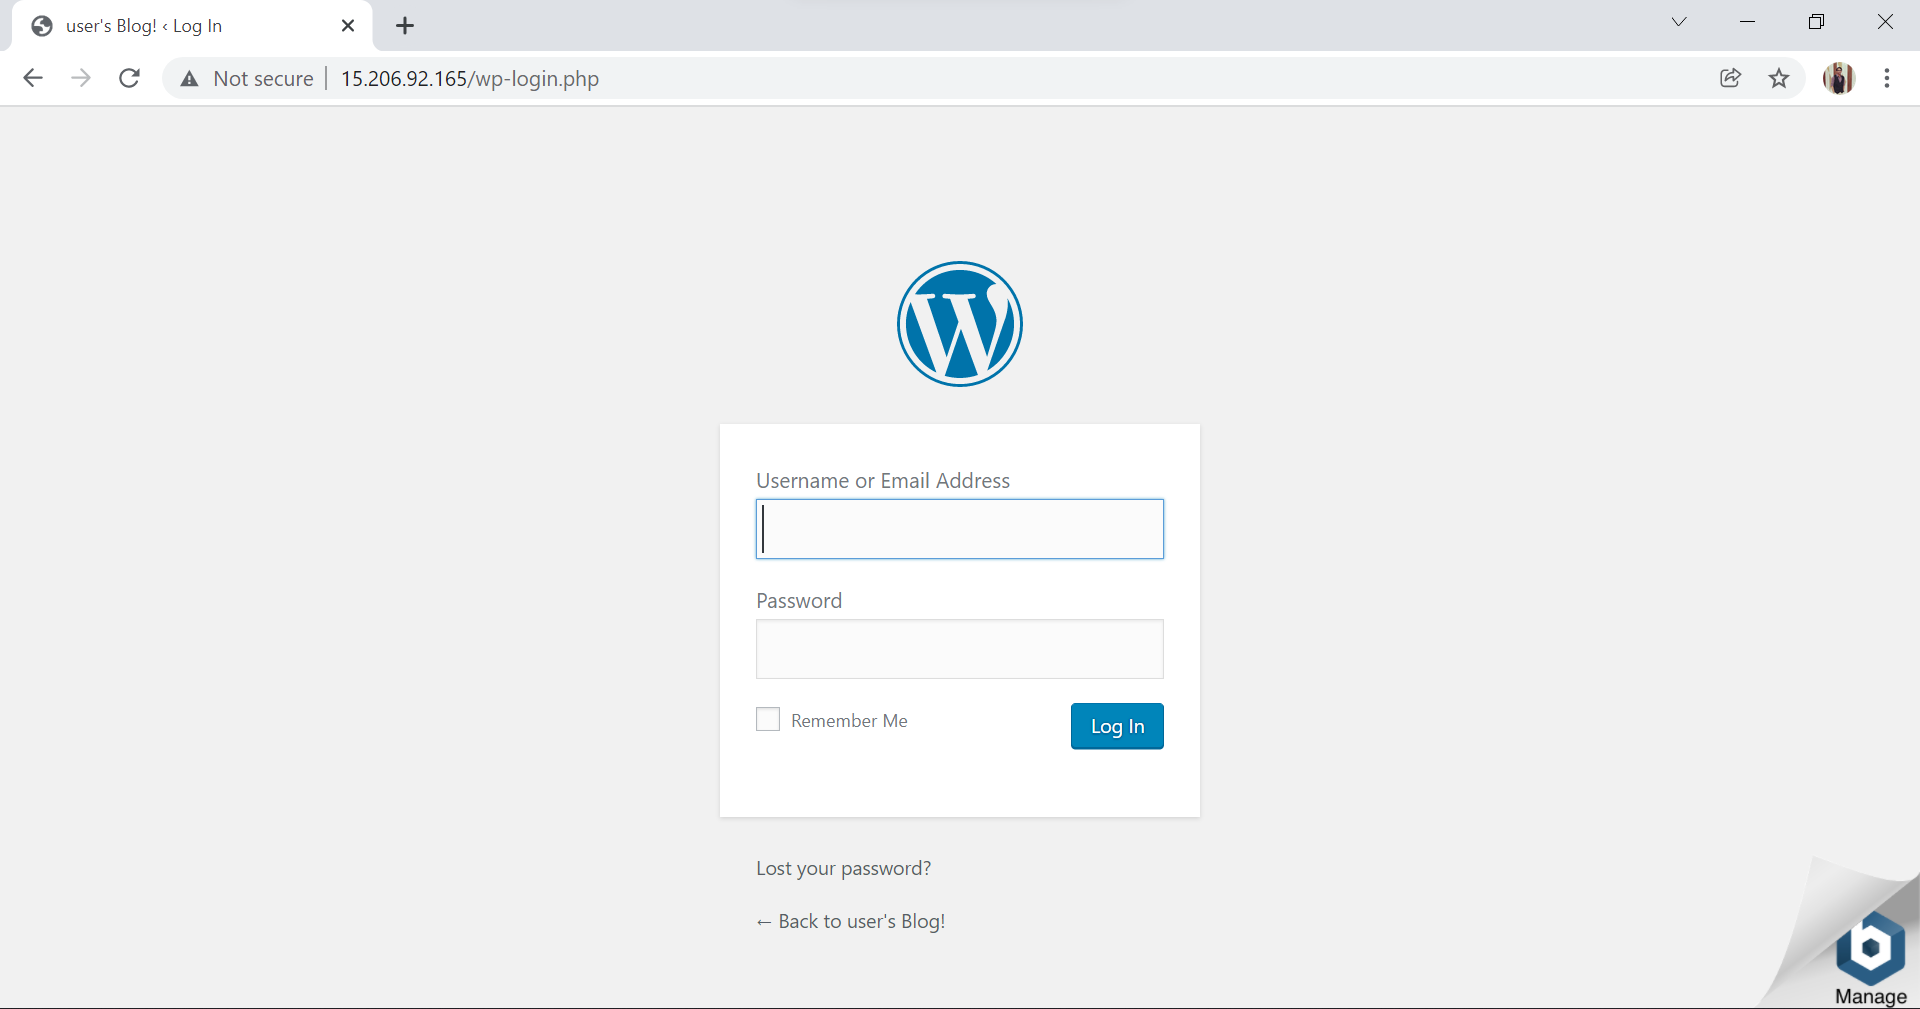 user's Blog! ‹ Log In
Not secure | 15.206.92.165/wp-login.php
Username or Email Address
Password
Remember Me
Log In
Lost your password?
← Back to user's Blog!
Manage